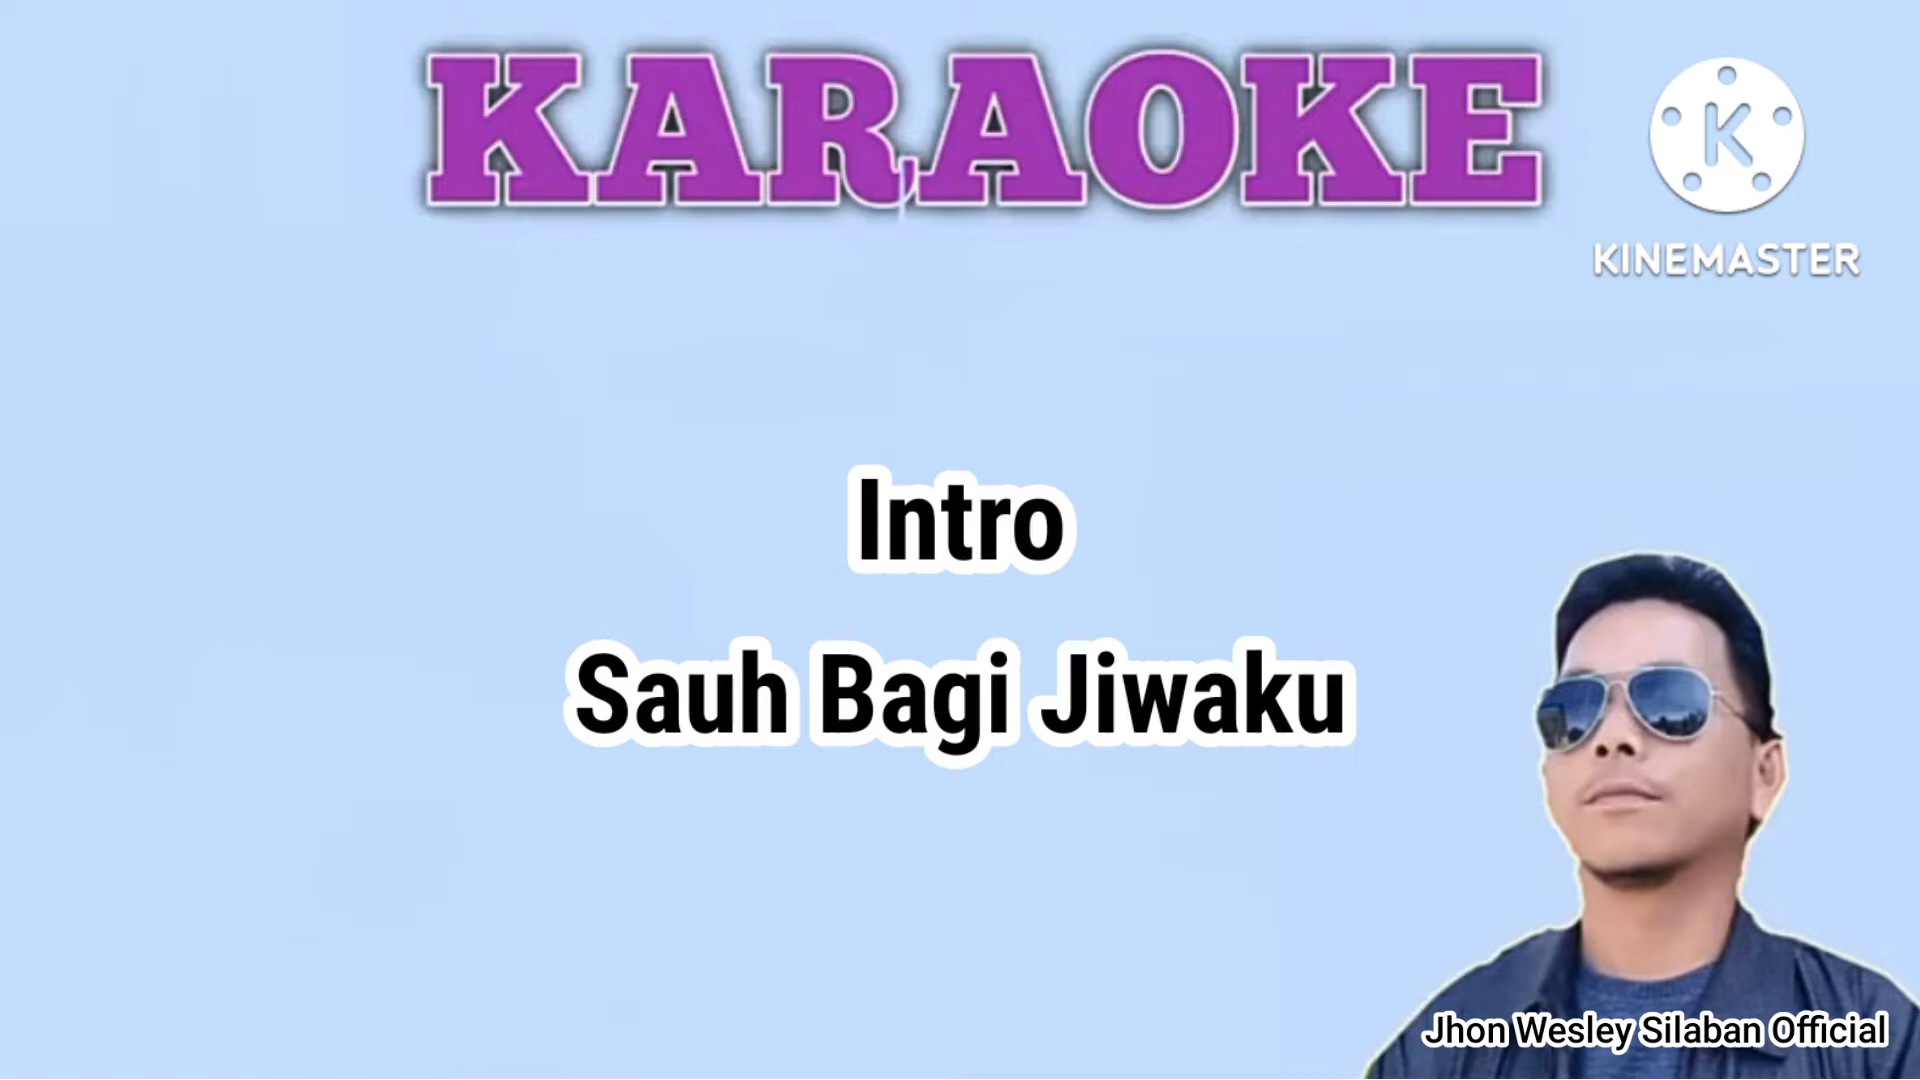 KARAOKE
K
KINEMASTER
Intro
Sauh Bagi Jiwaku
Jhon Wesley Silaban Official